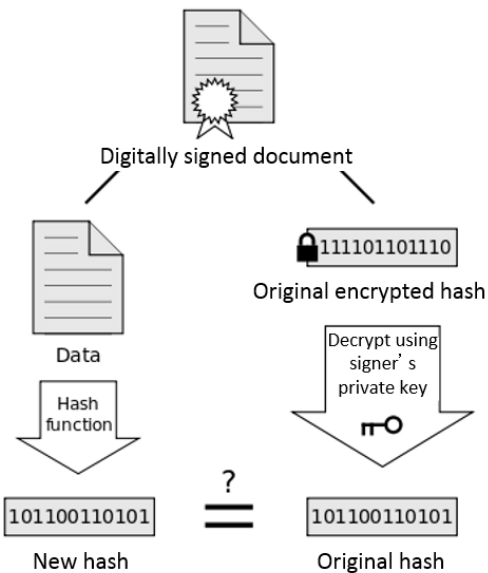 Digitally signed document
111101101110
Original encrypted hash
Data
Decrypt using
signer’s
private key
Hash
function
101100110101
?
=
101100110101
New hash
Original hash